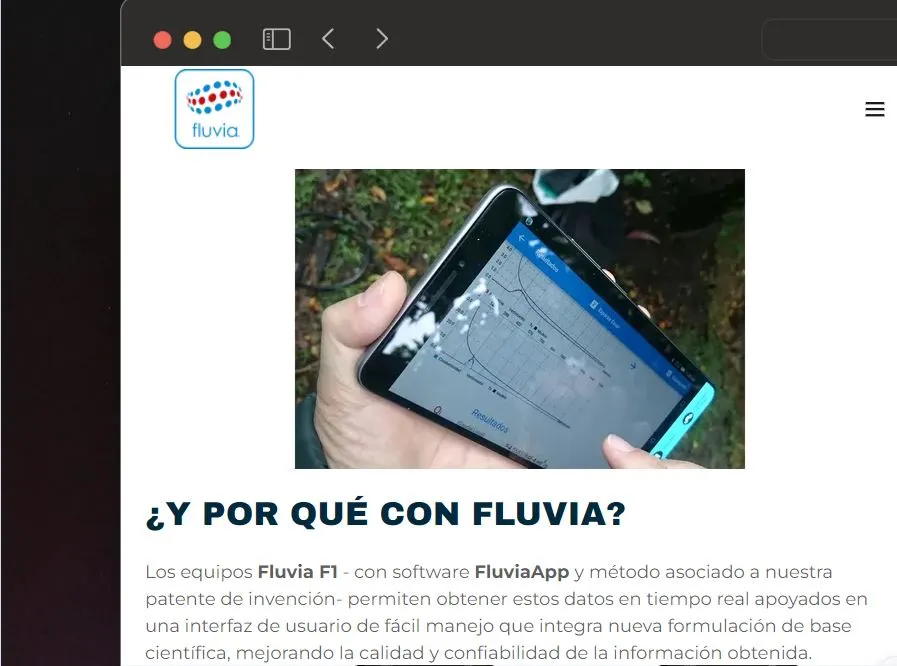 fluvia
Resultados
Resultados
¿Y POR QUÉ CON FLUVIA?
Los equipos Fluvia F1 - con software FluviaApp y método asociado a nuestra
patente de invención- permiten obtener estos datos en tiempo real apoyados en
una interfaz de usuario de fácil manejo que integra nueva formulación de base
científica, mejorando la calidad y confiabilidad de la información obtenida.